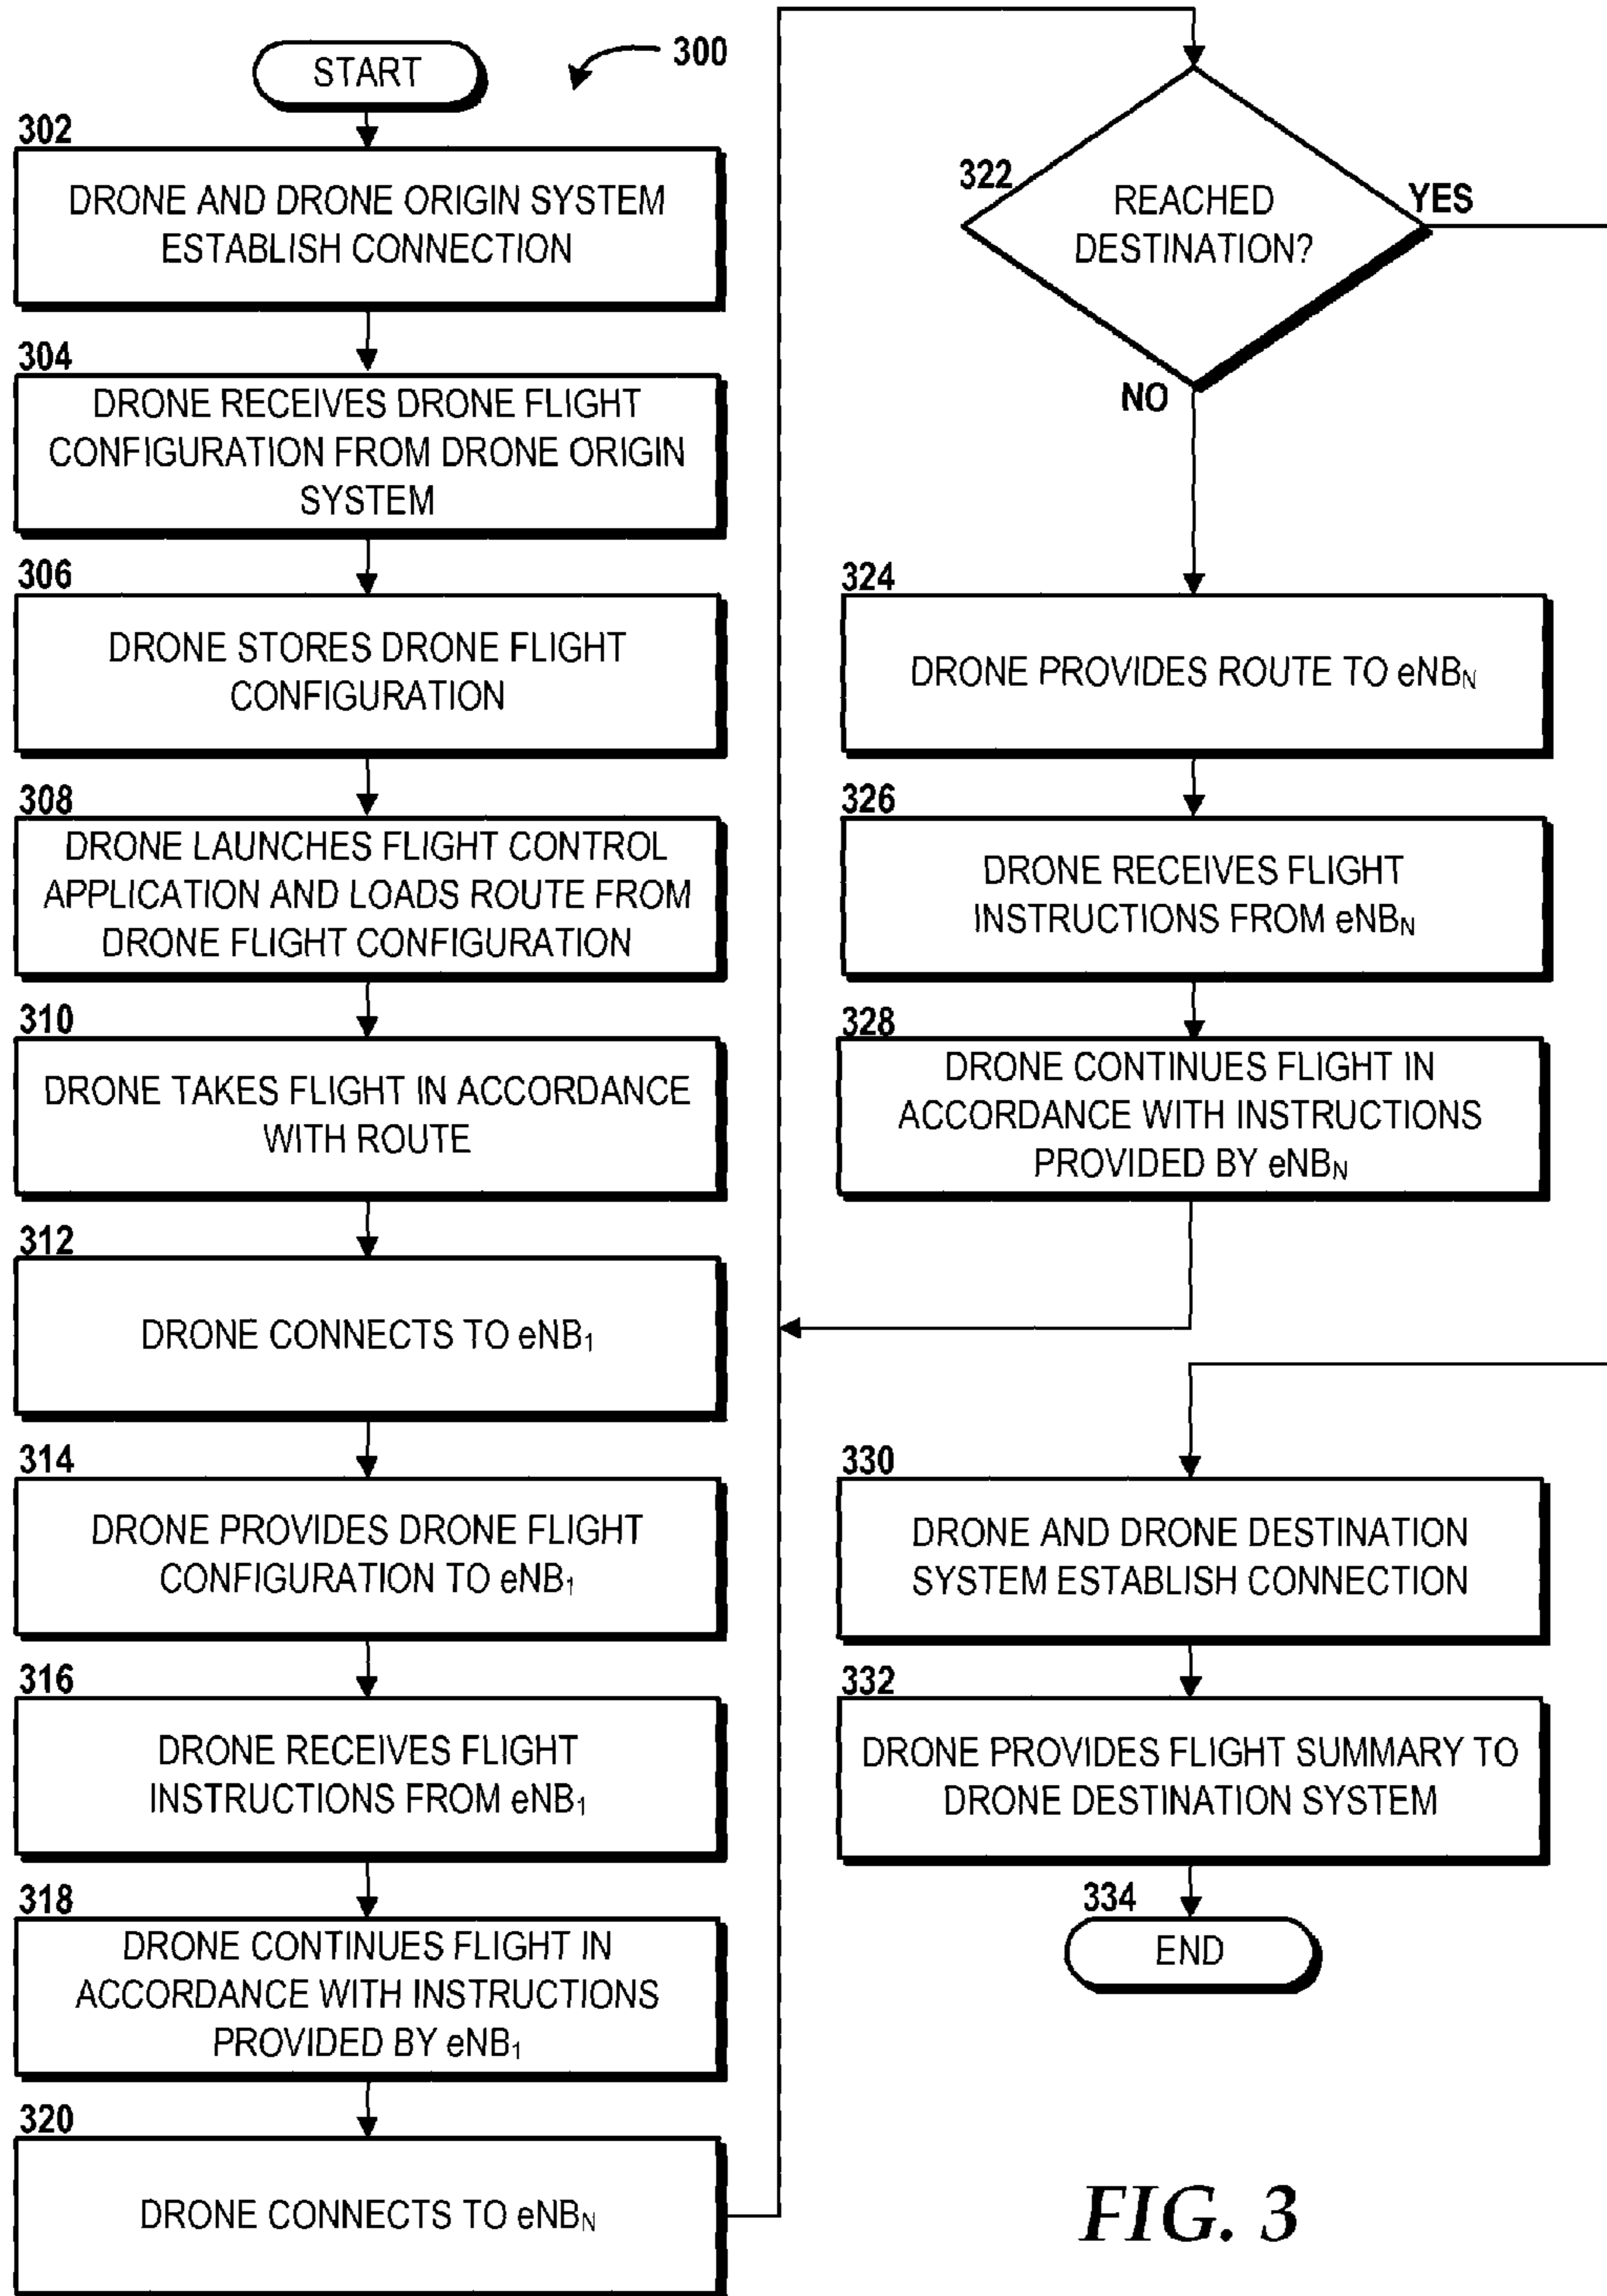 START
300
302
DRONE AND DRONE ORIGIN SYSTEM
ESTABLISH CONNECTION
304
DRONE RECEIVES DRONE FLIGHT
CONFIGURATION FROM DRONE ORIGIN
SYSTEM
306
DRONE STORES DRONE FLIGHT
CONFIGURATION
308
DRONE LAUNCHES FLIGHT CONTROL
APPLICATION AND LOADS ROUTE FROM
DRONE FLIGHT CONFIGURATION
310
DRONE TAKES FLIGHT IN ACCORDANCE
WITH ROUTE
312
DRONE CONNECTS TO eNB₁
314
DRONE PROVIDES DRONE FLIGHT
CONFIGURATION TO eNB₁
316
DRONE RECEIVES FLIGHT
INSTRUCTIONS FROM eNB₁
318
DRONE CONTINUES FLIGHT IN
ACCORDANCE WITH INSTRUCTIONS
PROVIDED BY eNB₁
320
DRONE CONNECTS TO eNB_N
322
REACHED
DESTINATION?
YES
NO
324
DRONE PROVIDES ROUTE TO eNB_N
326
DRONE RECEIVES FLIGHT
INSTRUCTIONS FROM eNB_N
328
DRONE CONTINUES FLIGHT IN
ACCORDANCE WITH INSTRUCTIONS
PROVIDED BY eNB_N
330
DRONE AND DRONE DESTINATION
SYSTEM ESTABLISH CONNECTION
332
DRONE PROVIDES FLIGHT SUMMARY TO
DRONE DESTINATION SYSTEM
334
END
FIG. 3